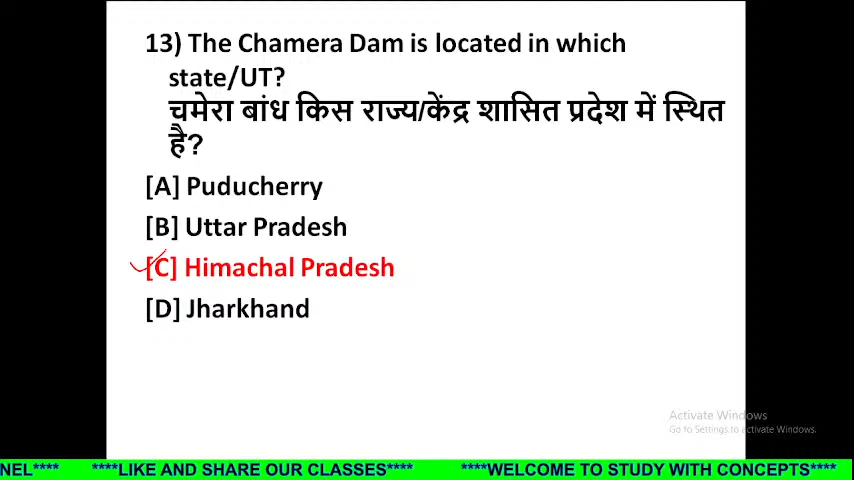 13) The Chamera Dam is located in which
state/UT?
चमेरा बांध किस राज्य/केंद्र शासित प्रदेश में स्थित
है?
[A] Puducherry
[B] Uttar Pradesh
[C] Himachal Pradesh
[D] Jharkhand
Activate Windows
Go to Settings to activate Windows.
NEL**** ****LIKE AND SHARE OUR CLASSES**** ****WELCOME TO STUDY WITH CONCEPTS****